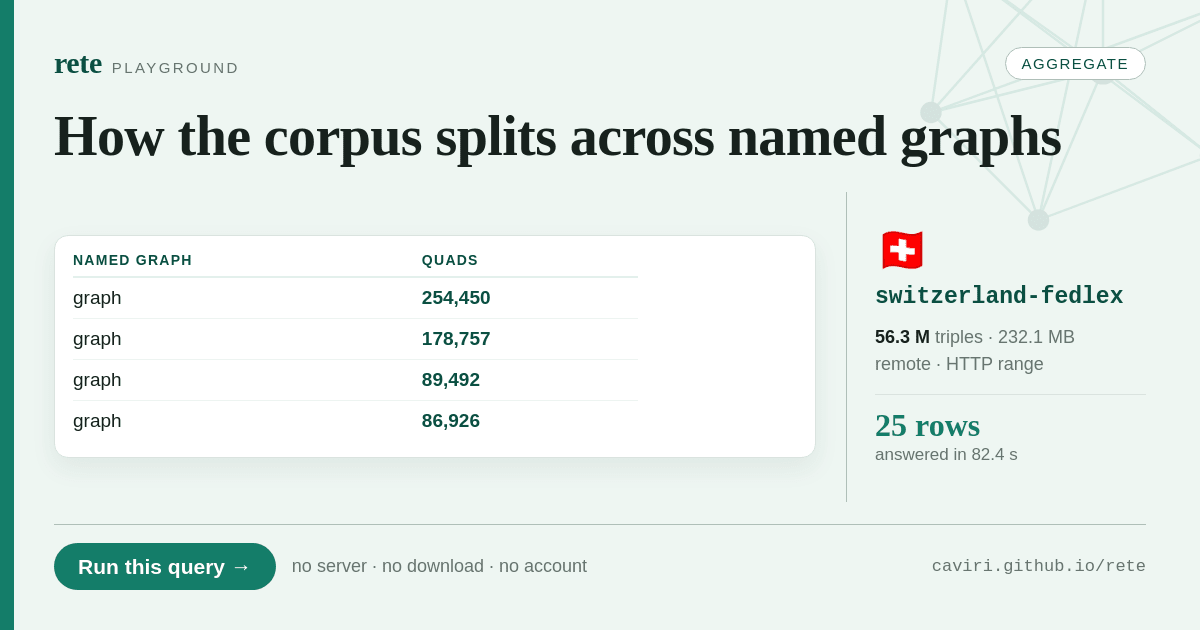 rete PLAYGROUND
AGGREGATE
How the corpus splits across named graphs
NAMED GRAPH QUADS
graph 254,450
graph 178,757
graph 89,492
graph 86,926
switzerland-fedlex
56.3 M triples · 232.1 MB
remote · HTTP range
25 rows
answered in 82.4 s
Run this query →
no server · no download · no account
caviri.github.io/rete